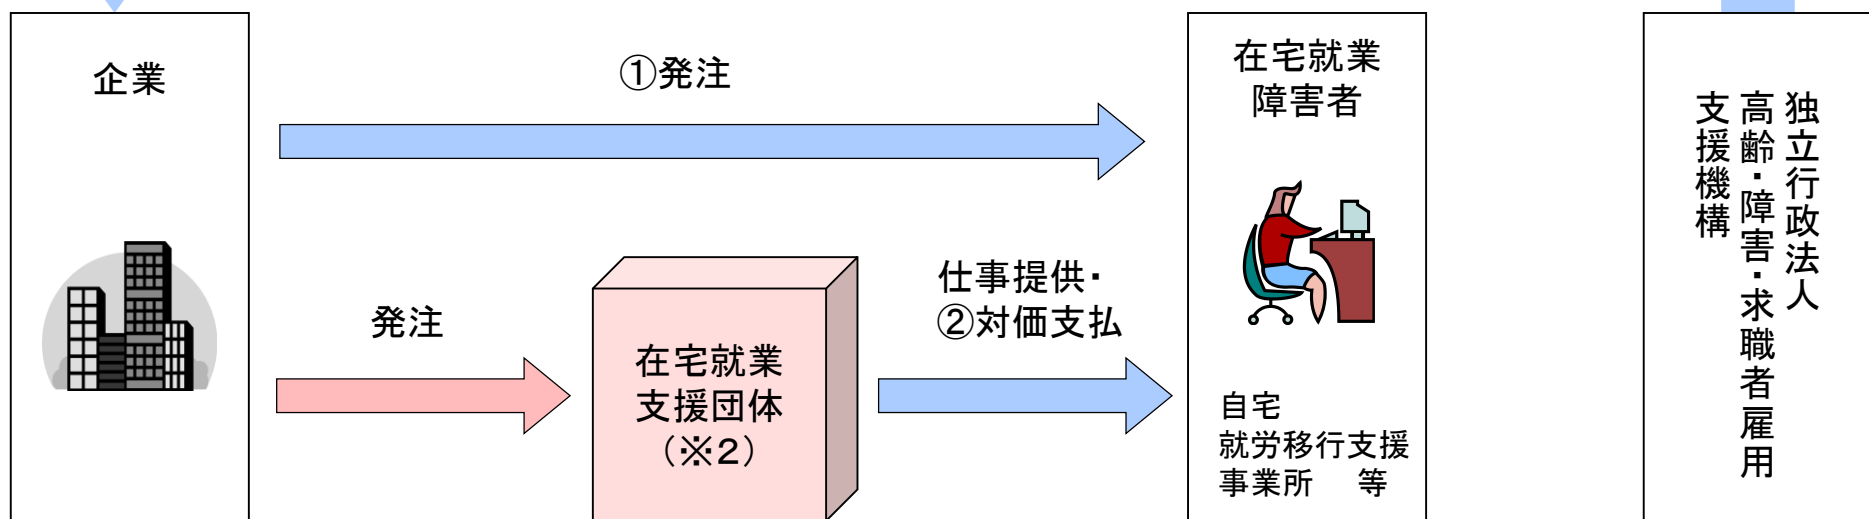 企業
①発注
発注
在宅就業
支援団体
（※２）
仕事提供・
②対価支払
在宅就業
障害者
自宅
就労移行支援
事業所　等
独立行政法人
高齢・障害・求職者雇用
支援機構